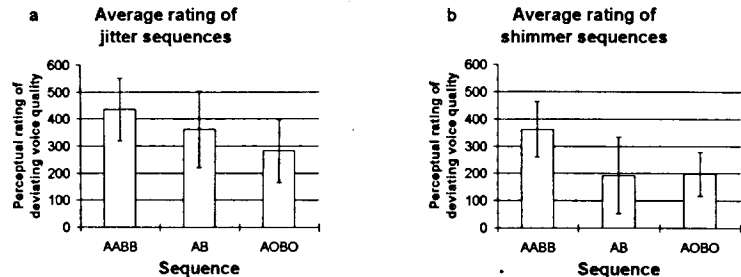 a Average rating of
jitter sequences
Perceptual rating of
deviating voice quality
600
500
400
300
200
100
0
AABB AB AOBO
Sequence
b Average rating of
shimmer sequences
Perceptual rating of
deviating voice quality
600
500
400
300
200
100
0
AABB AB AOBO
Sequence